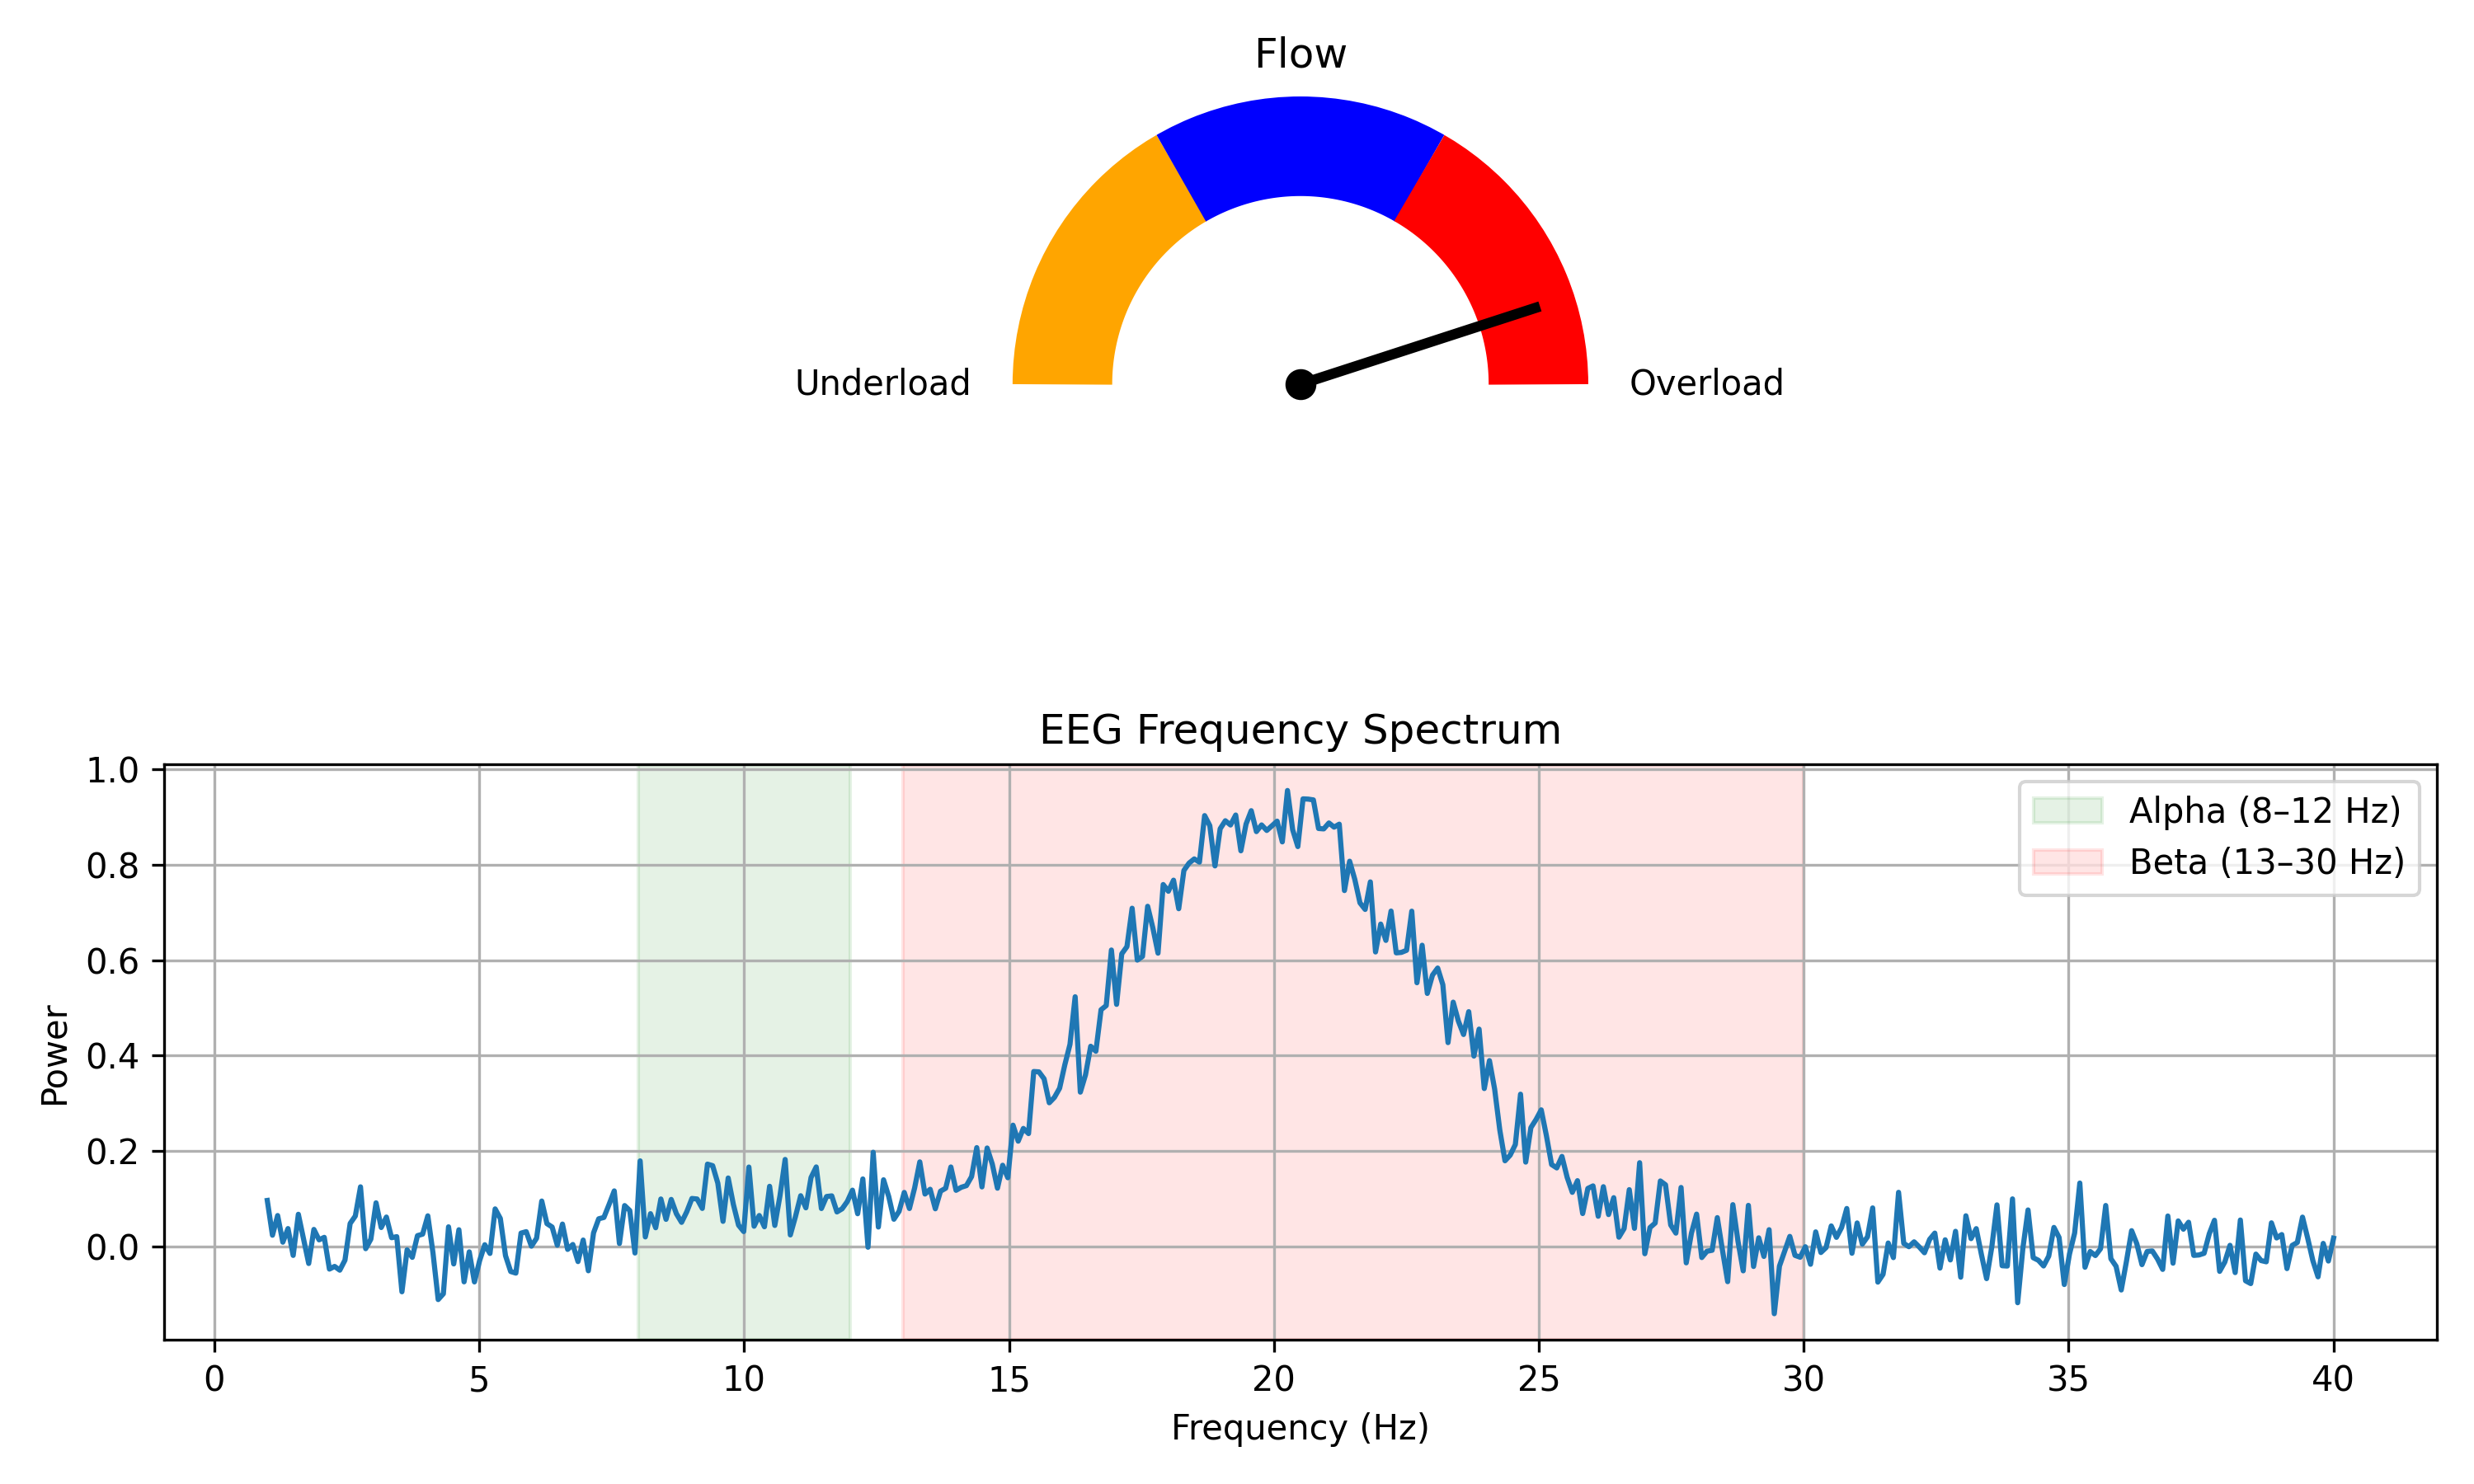 Flow
Underload
Overload
EEG Frequency Spectrum
1.0
0.8
0.6
0.4
0.2
0.0
Power
Alpha (8–12 Hz)
Beta (13–30 Hz)
0 5 10 15 20 25 30 35 40
Frequency (Hz)